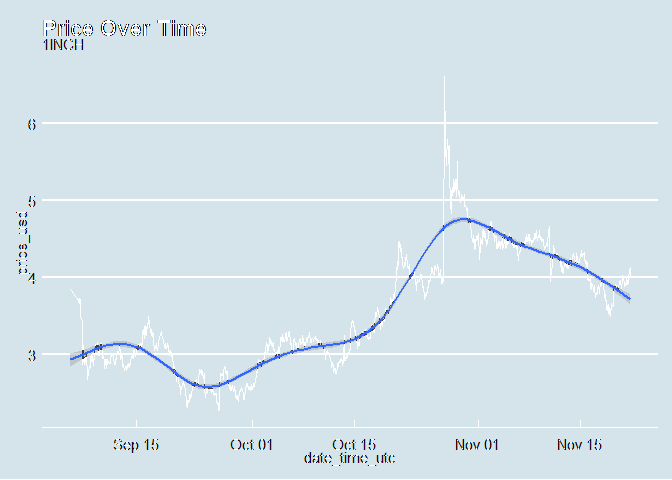 Price Over Time
1INCH
6
5
4
3
price_usd
Sep 15 Oct 01 Oct 15 Nov 01 Nov 15
date_time_utc